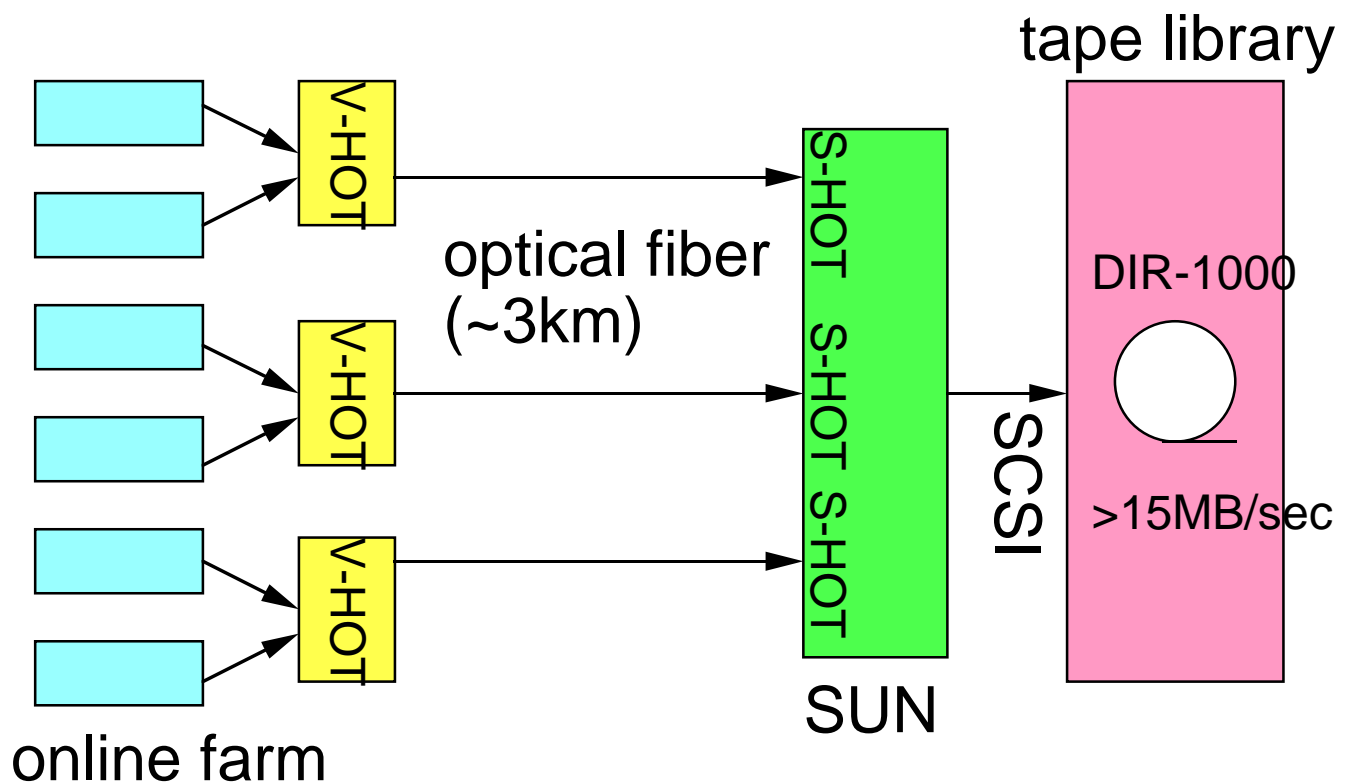 tape library
V-HOT
V-HOT
V-HOT
online farm
optical fiber
(~3km)
S-HOT
S-HOT
S-HOT
SUN
SCSI
DIR-1000
>15MB/sec